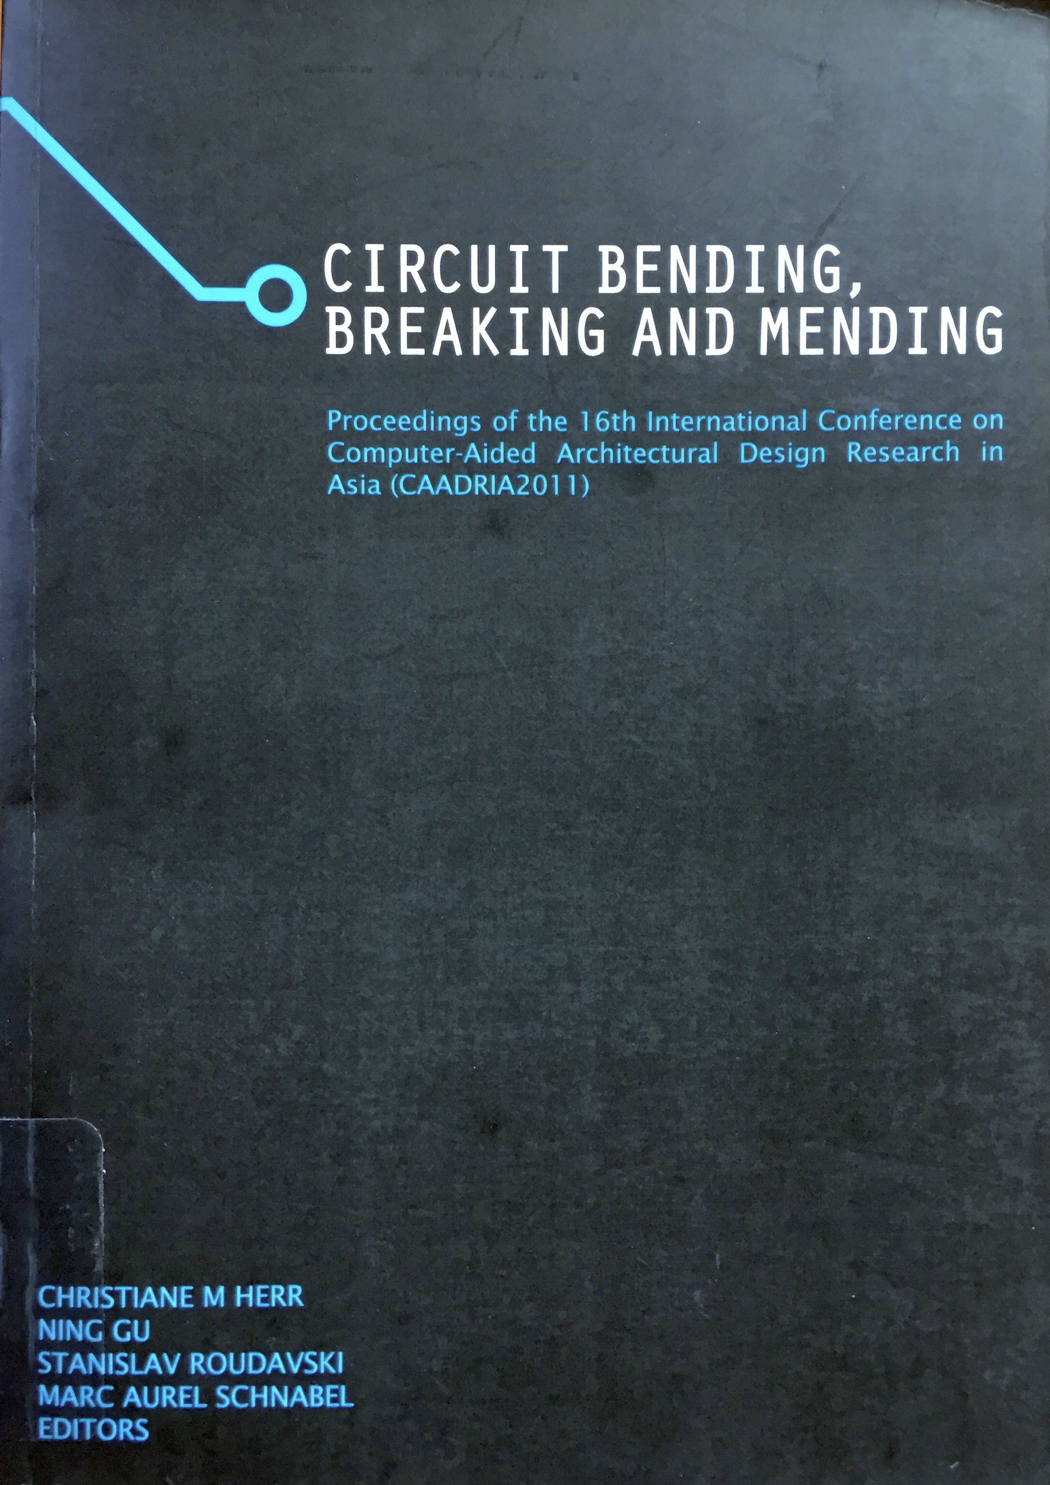 CIRCUIT BENDING,
BREAKING AND MENDING
Proceedings of the 16th International Conference on
Computer-Aided Architectural Design Research in
Asia (CAADRIA2011)
CHRISTIANE M HERR
NING GU
STANISLAV ROUDAVSKI
MARC AUREL SCHNABEL
EDITORS